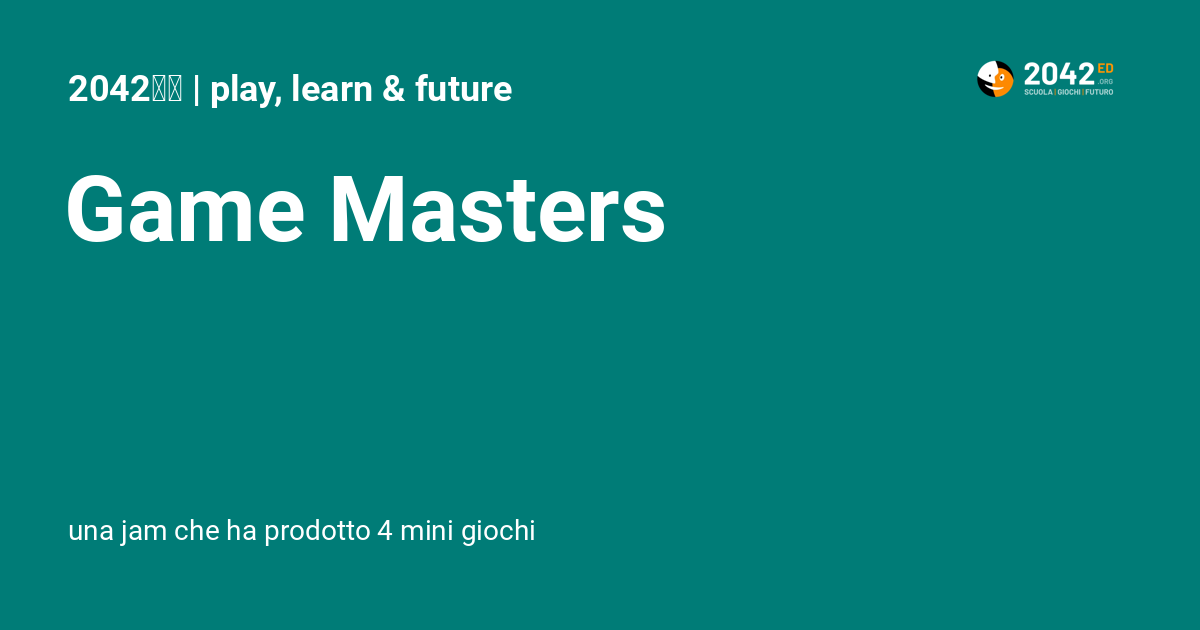 2042 | play, learn & future
2042 ED
.ORG
SCUOLA | GIOCHI | FUTURO
Game Masters
una jam che ha prodotto 4 mini giochi